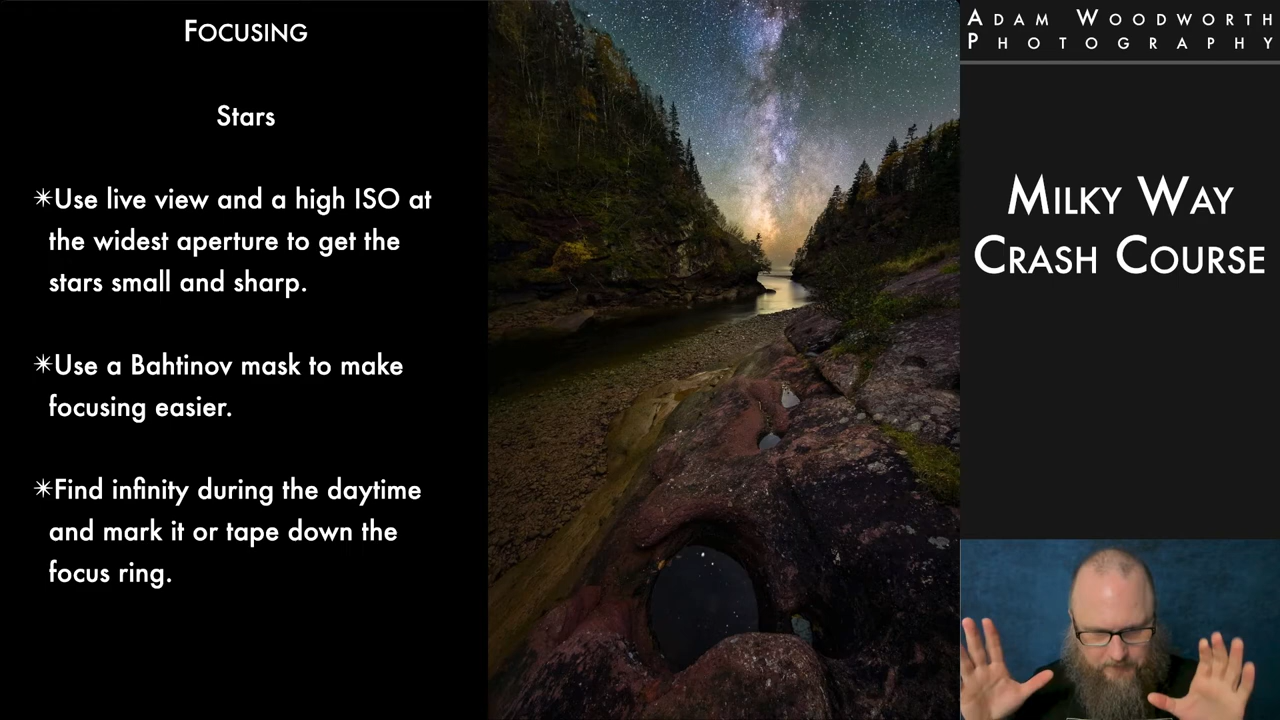 FOCUSING
Stars
✴Use live view and a high ISO at
the widest aperture to get the
stars small and sharp.
✴Use a Bahtinov mask to make
focusing easier.
✴Find infinity during the daytime
and mark it or tape down the
focus ring.
ADAM WOODWORTH
PHOTOGRAPHY
MILKY WAY
CRASH COURSE